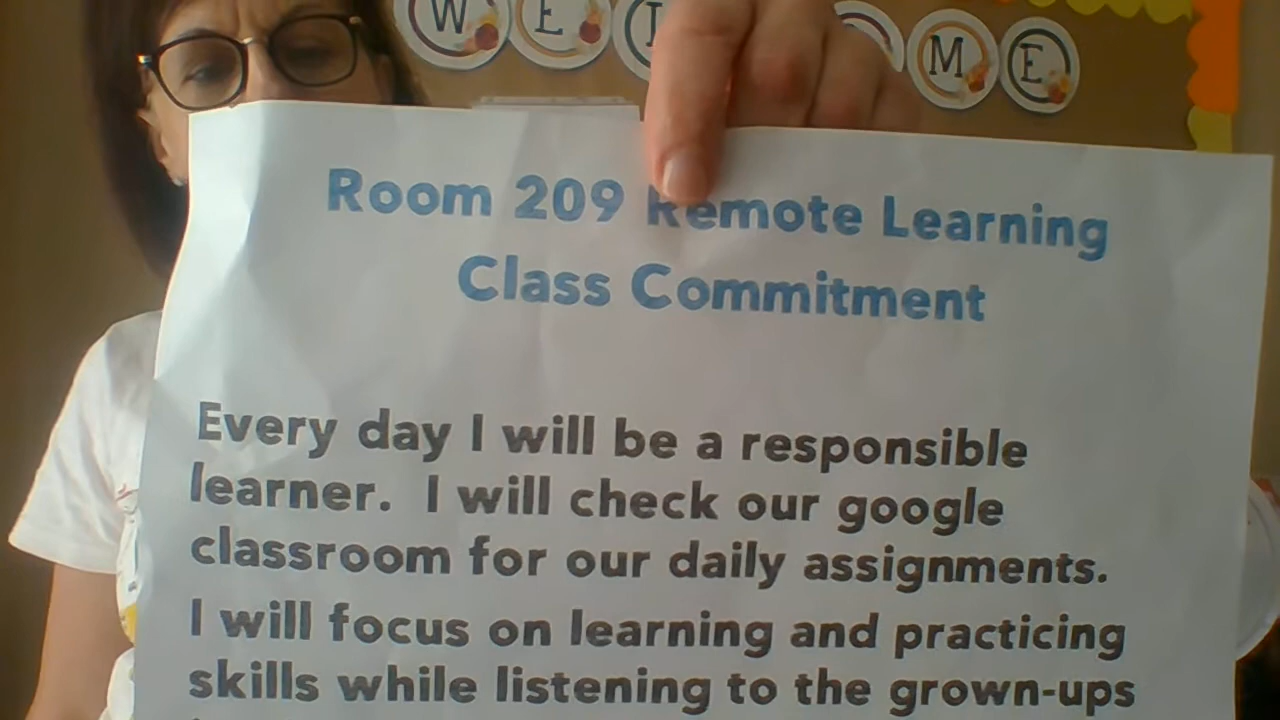 W E M E
Room 209 Remote Learning
Class Commitment
Every day I will be a responsible
learner. I will check our google
classroom for our daily assignments.
I will focus on learning and practicing
skills while listening to the grown-ups